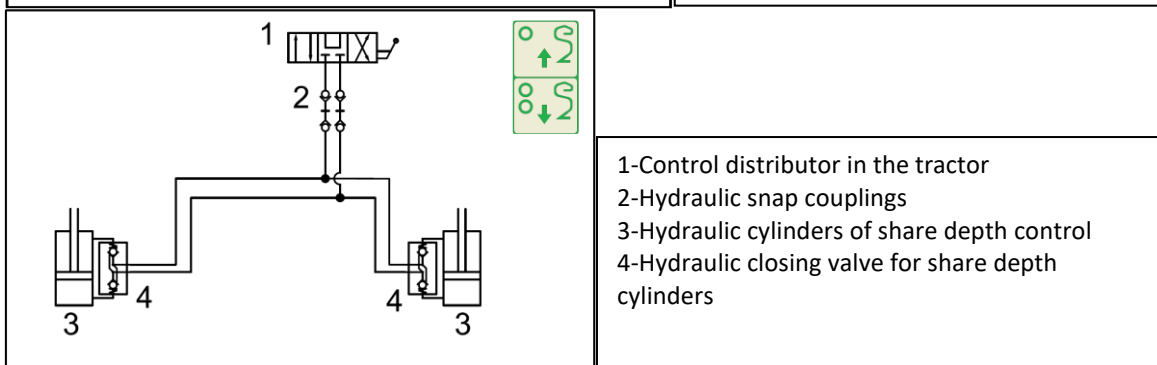 1
2
4
4
3
3
1-Control distributor in the tractor
2-Hydraulic snap couplings
3-Hydraulic cylinders of share depth control
4-Hydraulic closing valve for share depth
cylinders